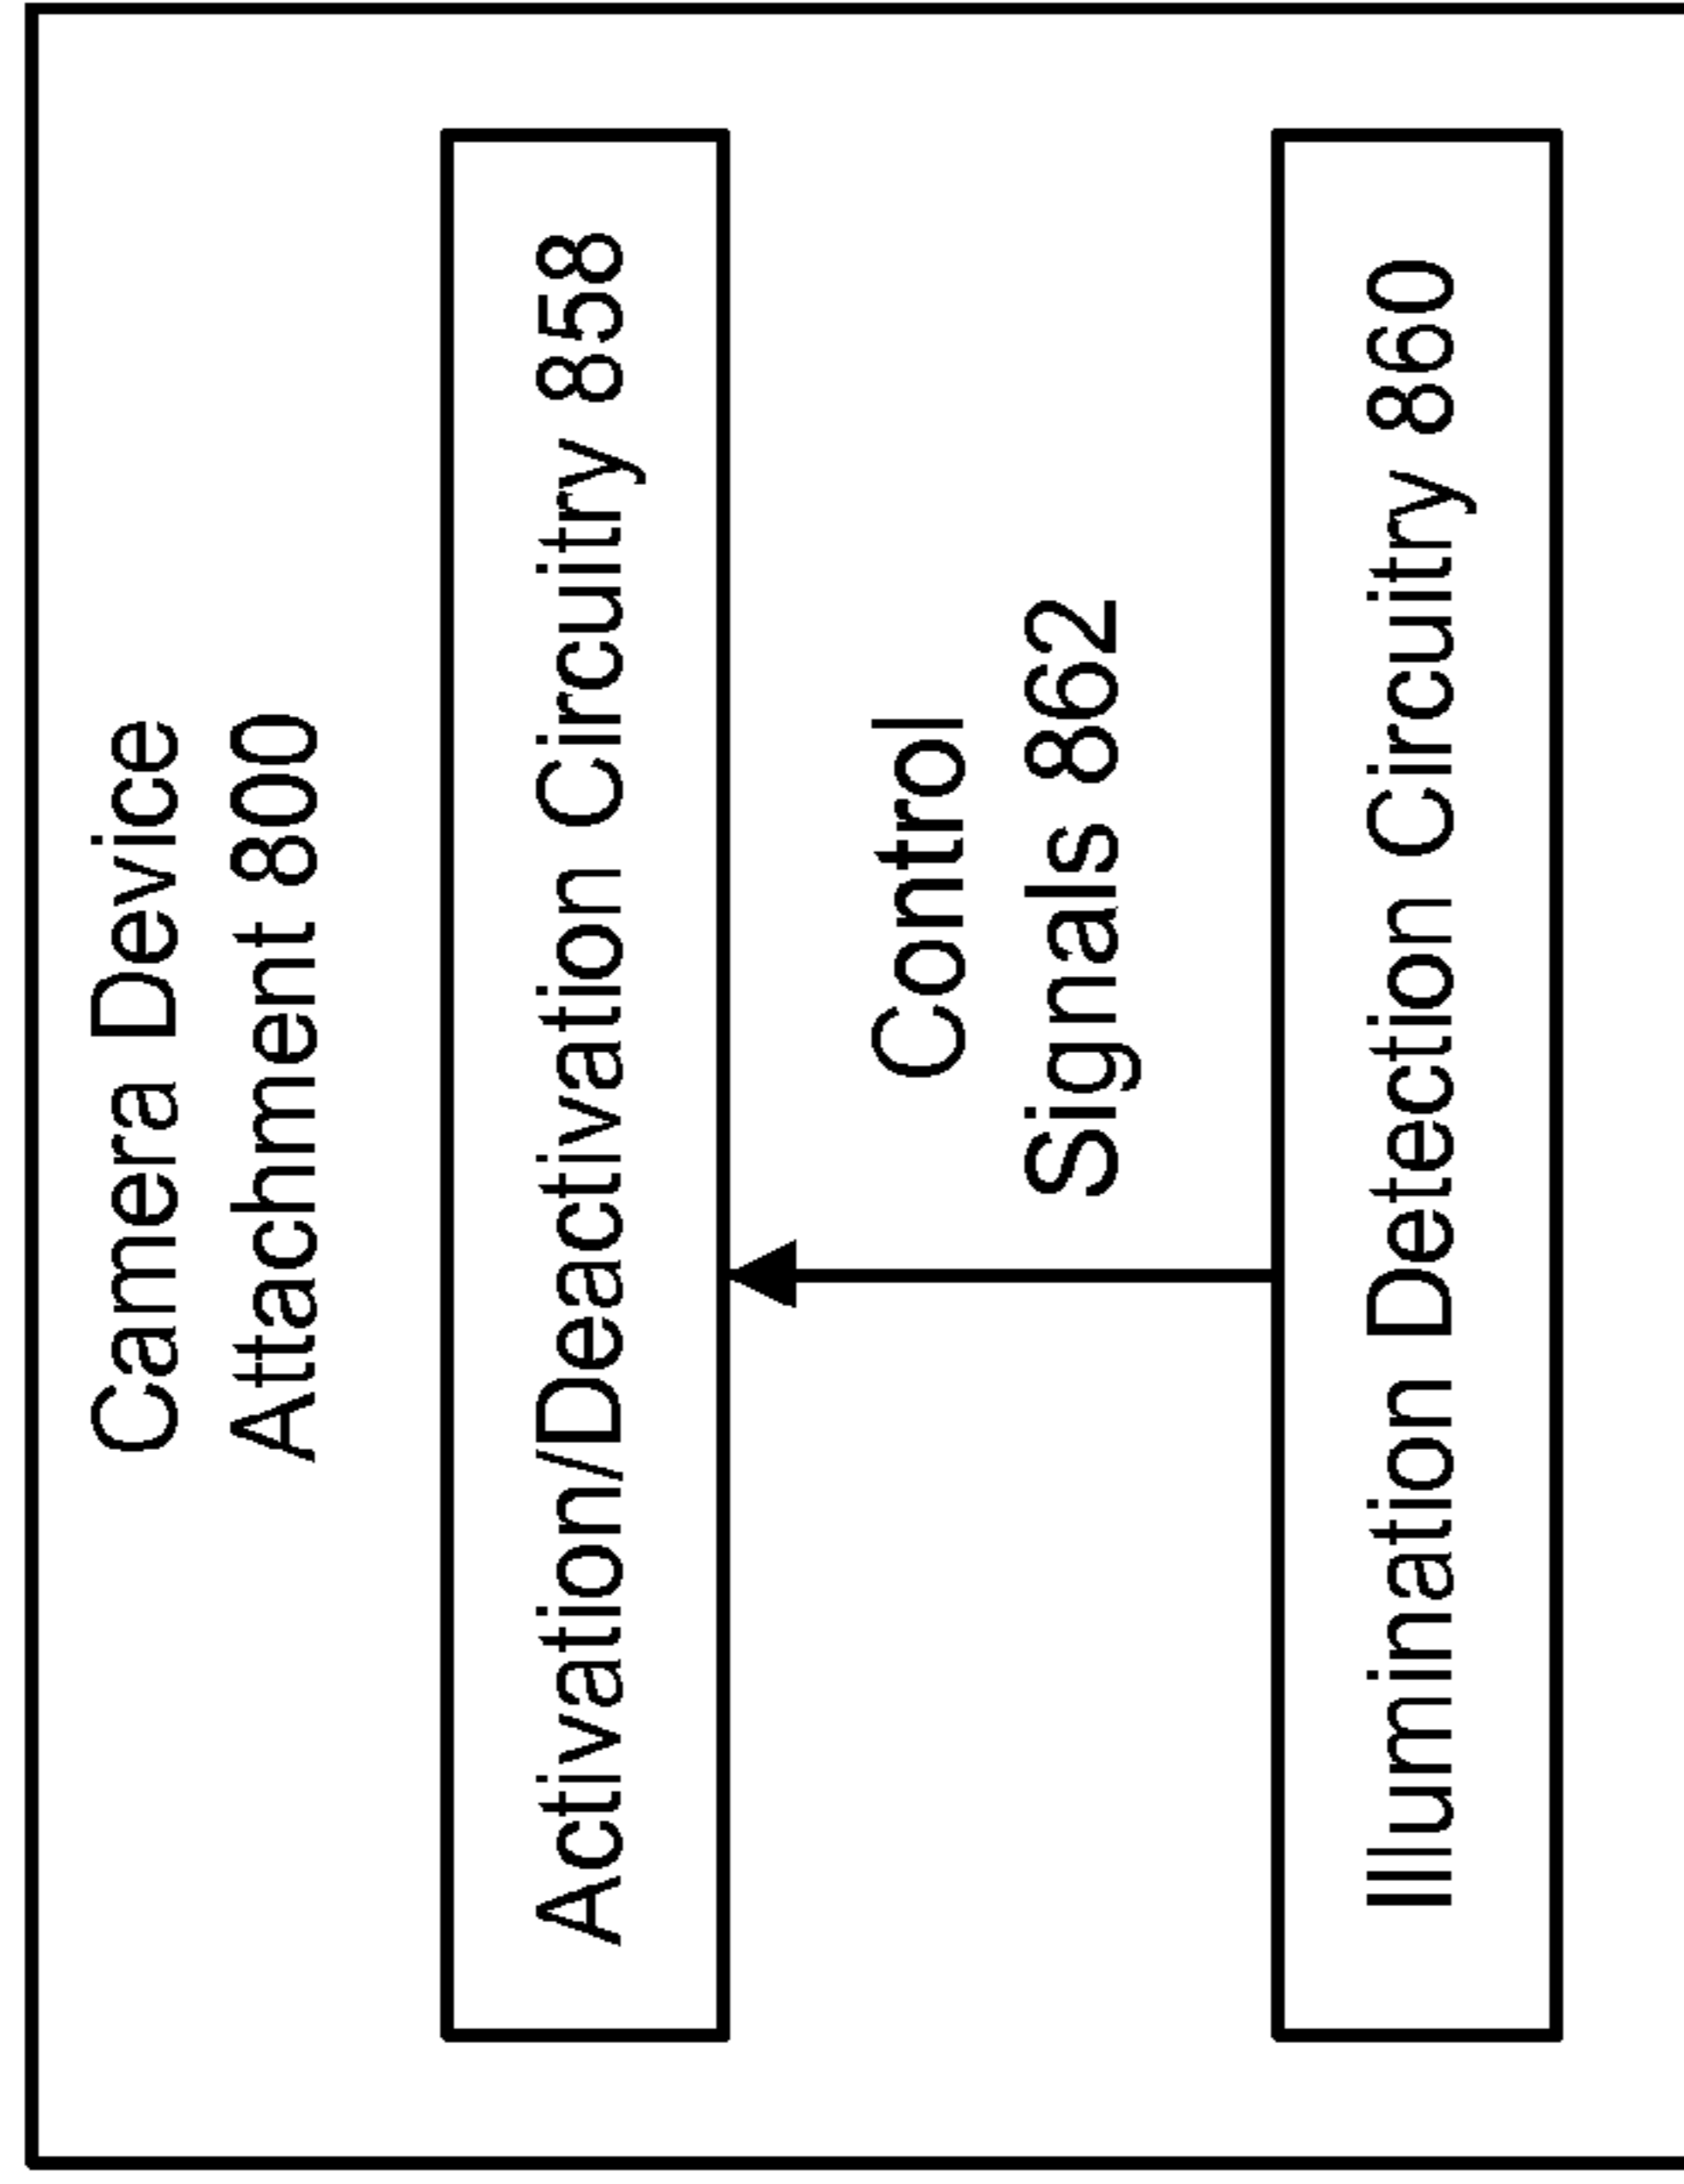 Camera Device
Attachment 800
Activation/Deactivation Circuitry 858
Control
Signals 862
Illumination Detection Circuitry 860